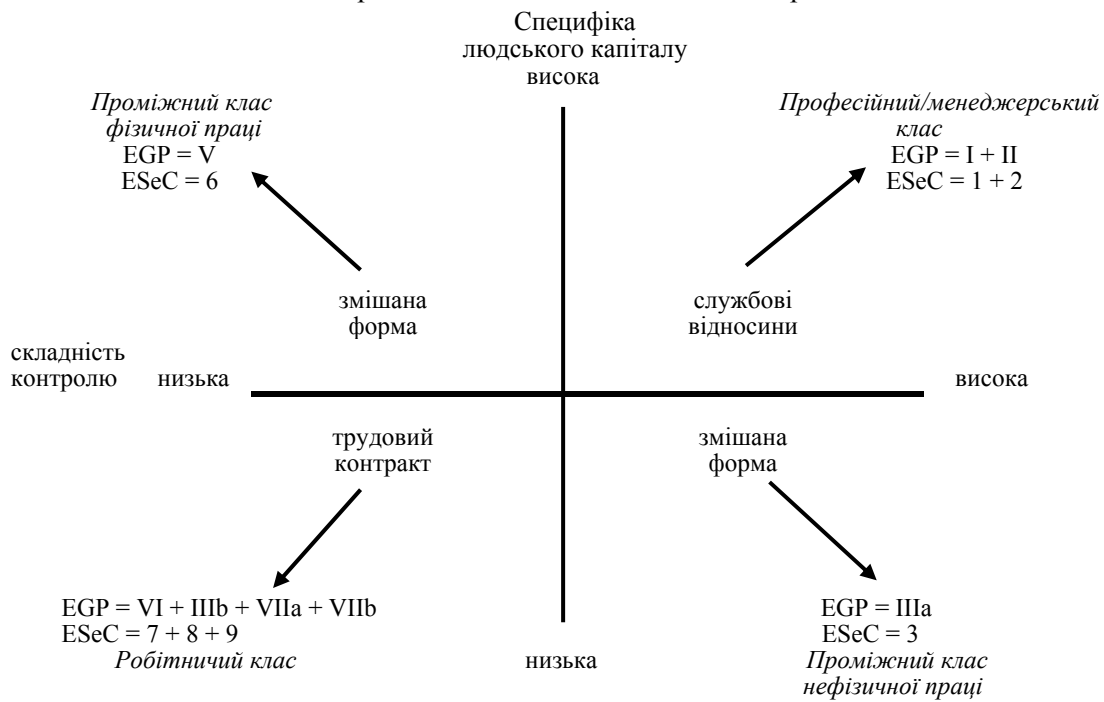 Специфіка
людського капіталу
висока
Проміжний клас
фізичної праці
EGP = V
ESeC = 6
Професійний/менеджерський
клас
EGP = I + II
ESeC = 1 + 2
змішана
форма
службові
відносини
складність
контролю низька
висока
трудовий
контракт
змішана
форма
EGP = VI + IIIb + VIIa + VIIb
ESeC = 7 + 8 + 9
Робітничий клас
низька
EGP = IIIa
ESeC = 3
Проміжний клас
нефізичної праці